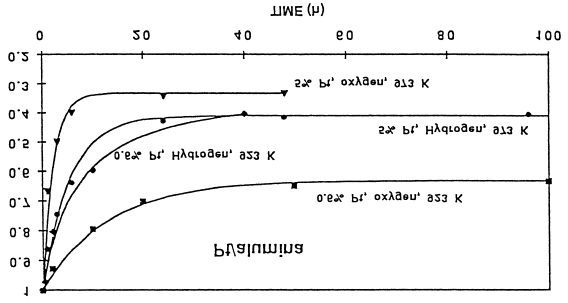 TIME (h)
0 20 40 60 80 100
0.2
0.3
5% Pt, oxygen, 973 K
0.4
5% Pt, Hydrogen, 973 K
0.5
0.6% Pt, Hydrogen, 923 K
0.6
0.6% Pt, oxygen, 923 K
0.7
0.8
Pt/alumina
0.9
1